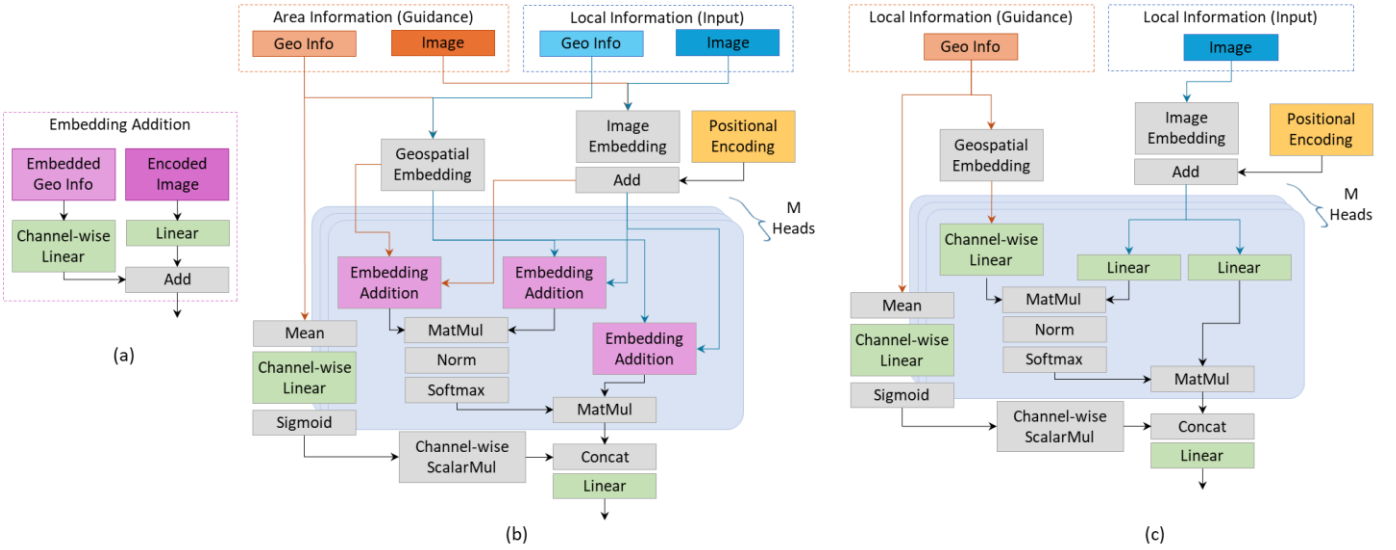 Embedding Addition
Embedded
Geo Info
Encoded
Image
Channel-wise
Linear
Linear
Add
(a)
Area Information (Guidance)
Geo Info
Image
Local Information (Input)
Geo Info
Image
Image
Embedding
Positional
Encoding
Geospatial
Embedding
Add
M
Heads
Embedding
Addition
Embedding
Addition
Mean
MatMul
Embedding
Addition
Channel-wise
Linear
Norm
Softmax
MatMul
Sigmoid
Channel-wise
ScalarMul
Concat
Linear
(b)
Local Information (Guidance)
Geo Info
Local Information (Input)
Image
Image
Embedding
Positional
Encoding
Geospatial
Embedding
Add
M
Heads
Channel-wise
Linear
Linear
Linear
Mean
MatMul
Channel-wise
Linear
Norm
Softmax
MatMul
Sigmoid
Channel-wise
ScalarMul
Concat
Linear
(c)